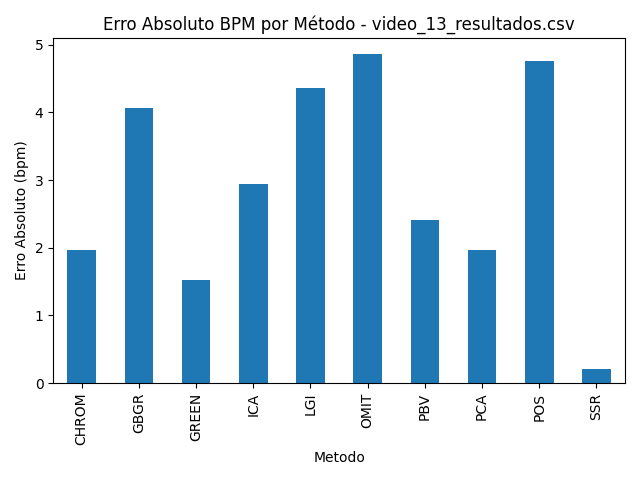 Erro Absoluto BPM por Método - video_13_resultados.csv
Erro Absoluto (bpm)
5
4
3
2
1
0
CHROM
GBGR
GREEN
ICA
LGI
OMIT
PBV
PCA
POS
SSR
Metodo